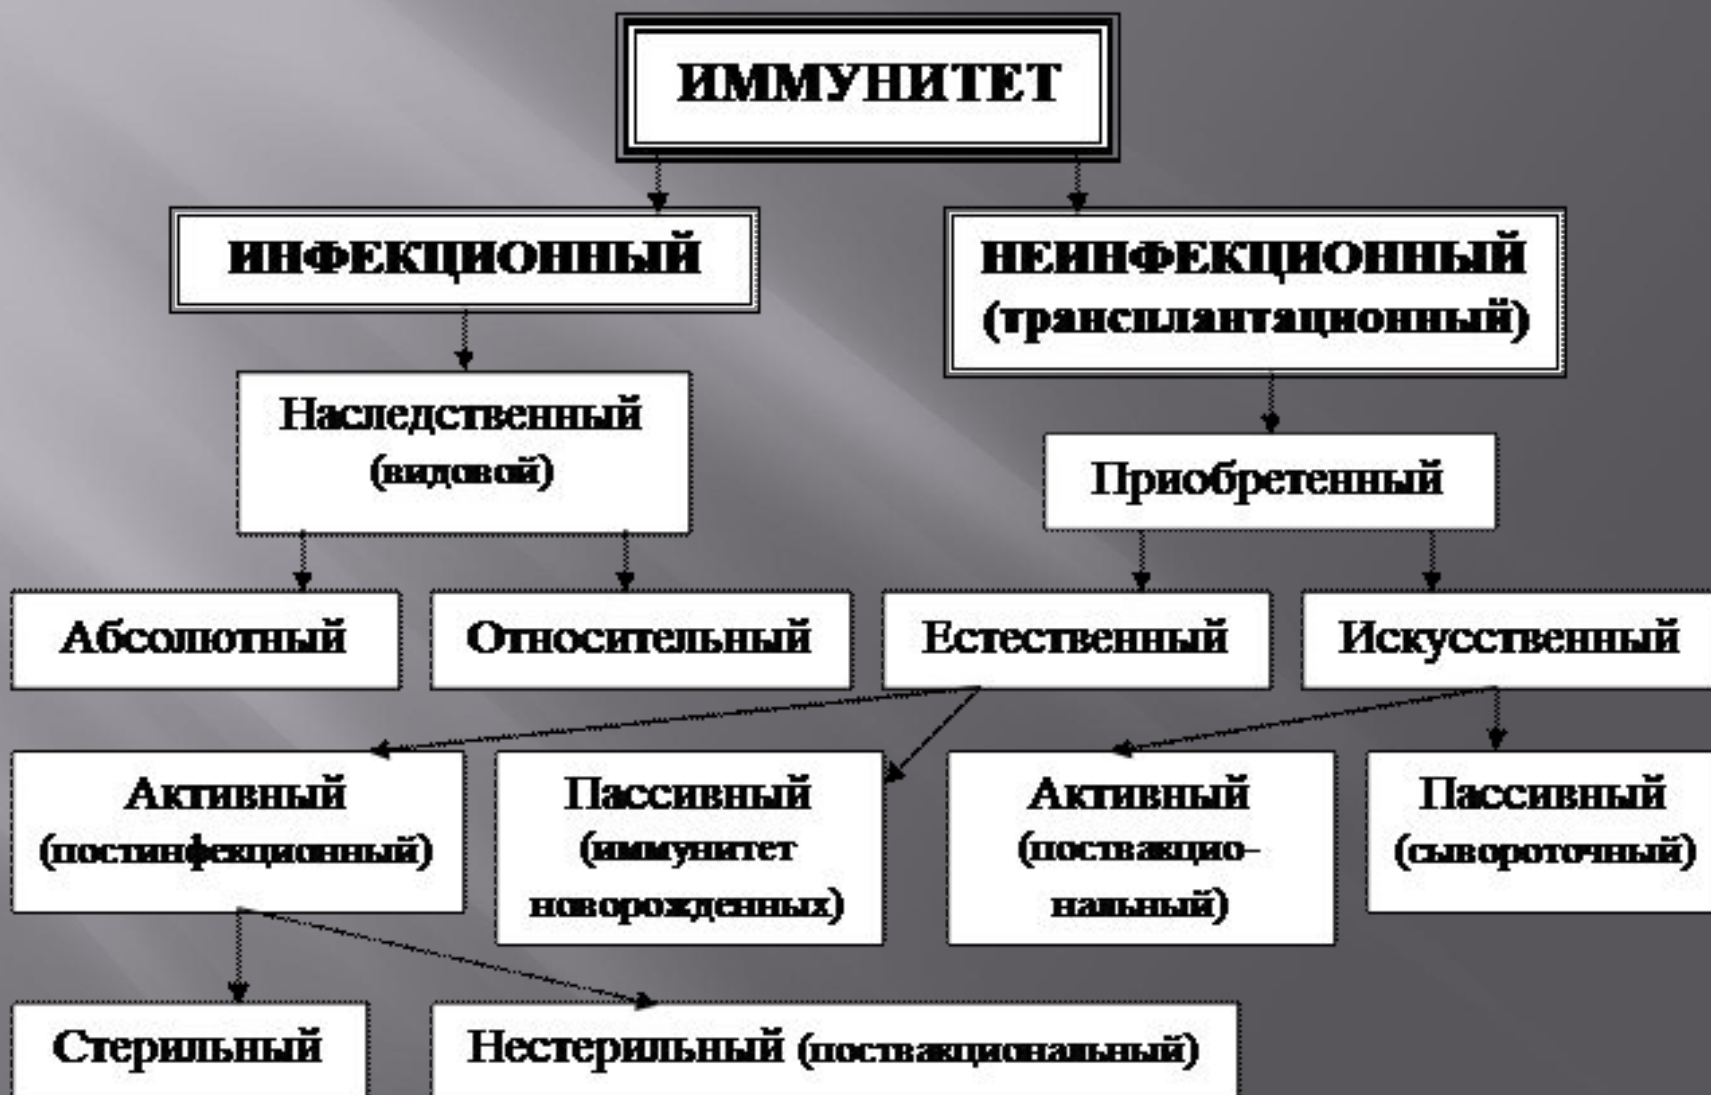 ИММУНИТЕТ
ИНФЕКЦИОННЫЙ
НЕИНФЕКЦИОННЫЙ
(трансплантационный)
Наследственный
(видовой)
Приобретенный
Абсолютный
Относительный
Естественный
Искусственный
Активный
(постинфекционный)
Пассивный
(иммунитет
новорожденных)
Активный
(поствакцио-
нальный)
Пассивный
(сывороточный)
Стерильный
Нестерильный (поствакциональный)